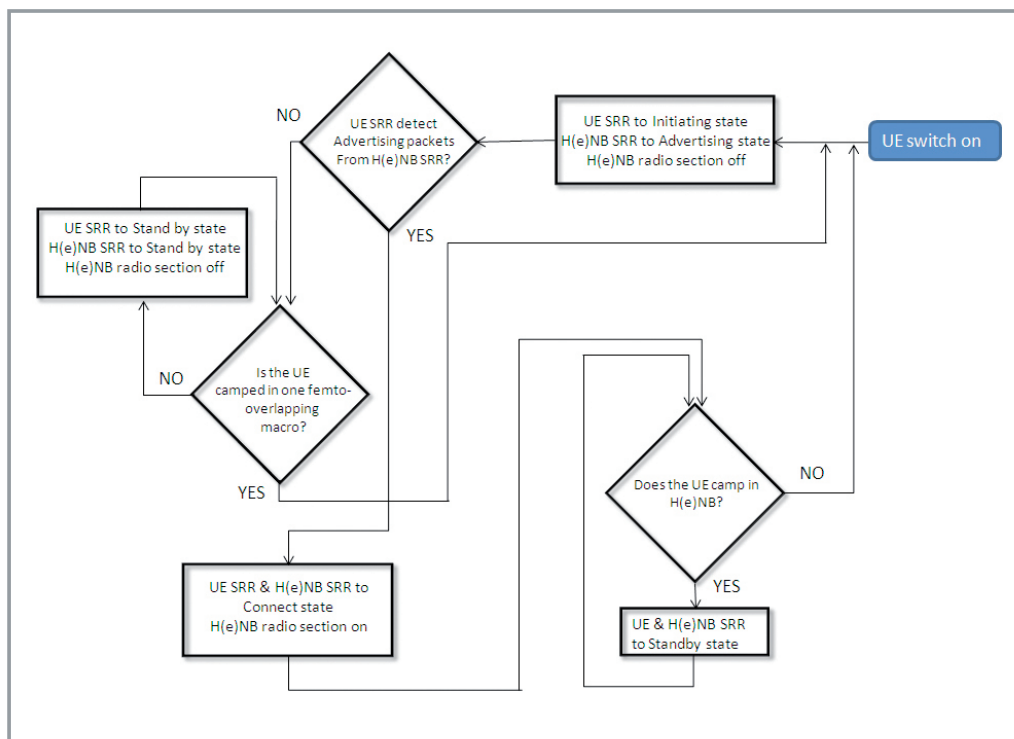 UE switch on
UE SRR to Initiating state
H(e)NB SRR to Advertising state
H(e)NB radio section off
UE SRR detect
Advertising packets
From H(e)NB SRR?
NO
YES
UE SRR to Stand by state
H(e)NB SRR to Stand by state
H(e)NB radio section off
Is the UE
camped in one femto-
overlapping
macro?
NO
YES
UE SRR & H(e)NB SRR to
Connect state
H(e)NB radio section on
Does the UE camp in
H(e)NB?
NO
YES
UE & H(e)NB SRR
to Standby state